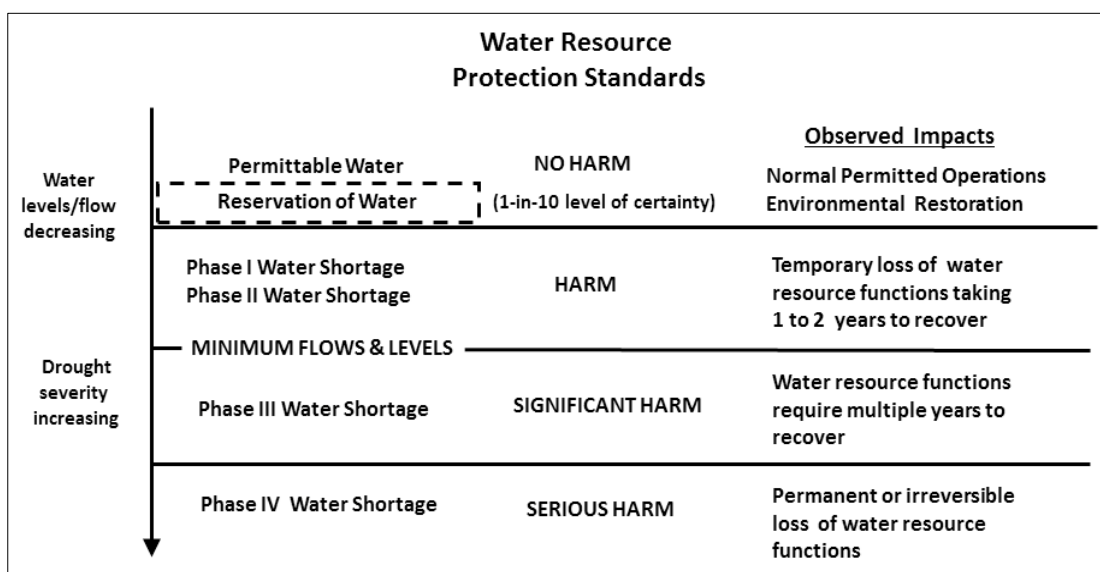 Water Resource
Protection Standards
Water
levels/flow
decreasing
Drought
severity
increasing
Permittable Water
Reservation of Water
NO HARM
(1-in-10 level of certainty)
Observed Impacts
Normal Permitted Operations
Environmental Restoration
Phase I Water Shortage
Phase II Water Shortage
HARM
Temporary loss of water
resource functions taking
1 to 2 years to recover
MINIMUM FLOWS & LEVELS
Phase III Water Shortage
SIGNIFICANT HARM
Water resource functions
require multiple years to
recover
Phase IV Water Shortage
SERIOUS HARM
Permanent or irreversible
loss of water resource
functions